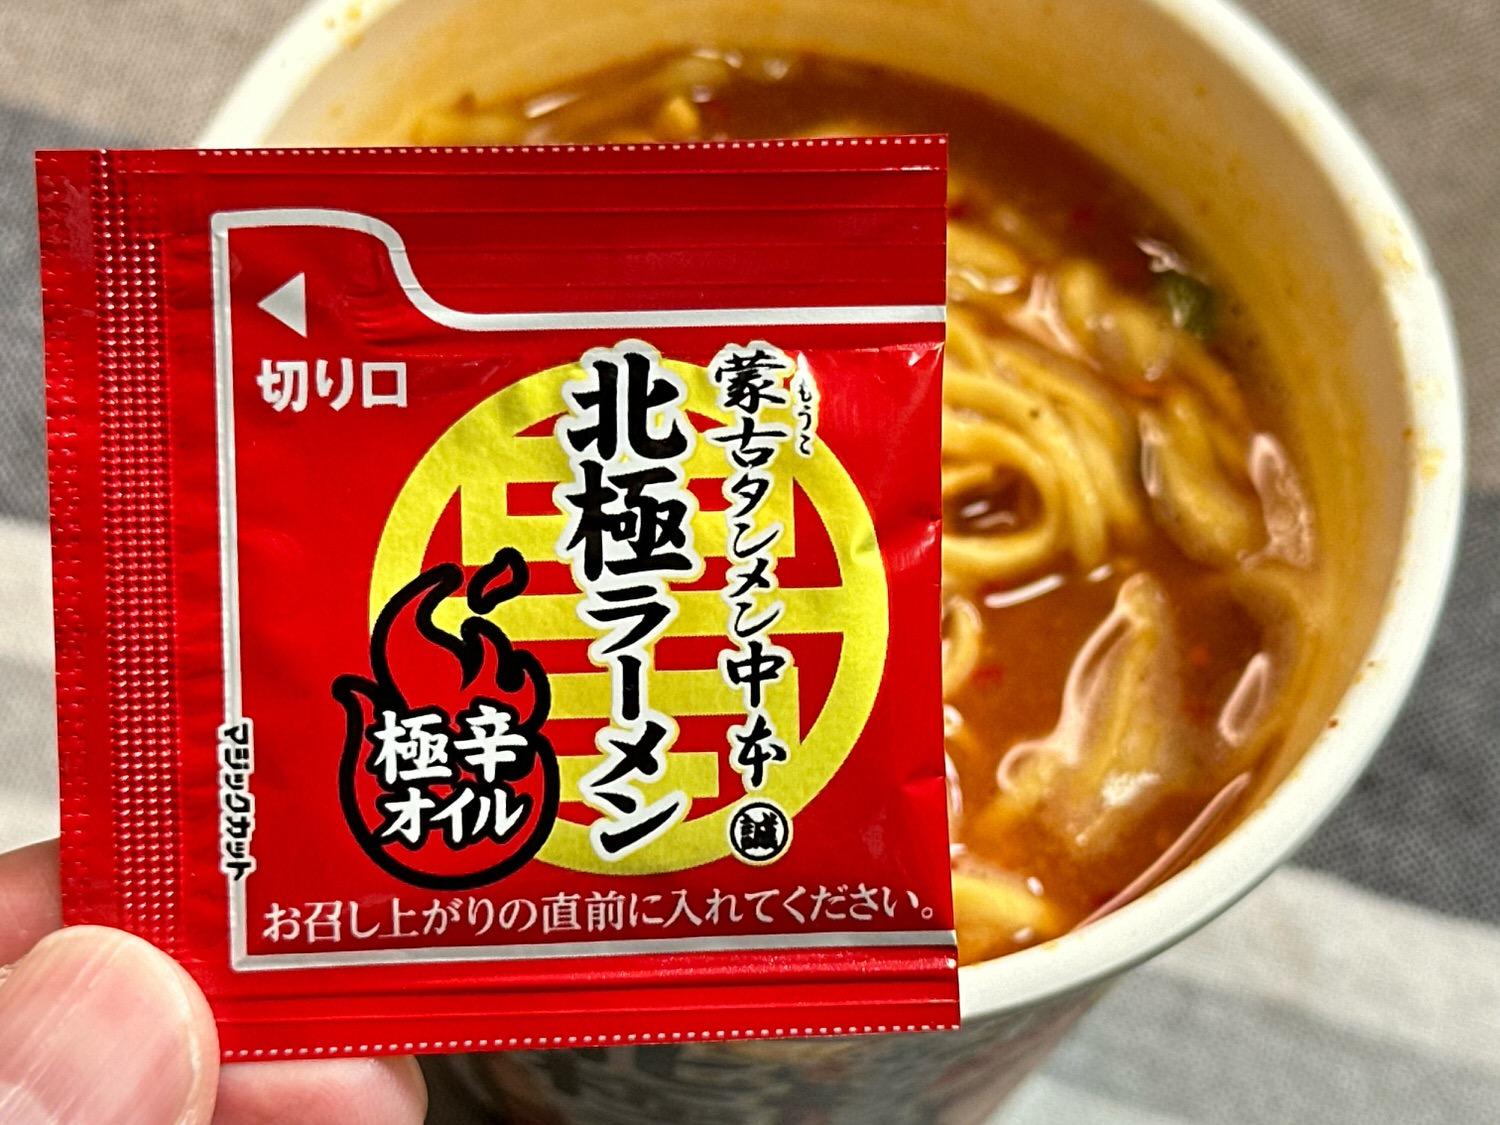 切り口
蒙古タンメン中本
もうこ
誠
北極ラーメン
極辛
オイル
マジックカット
お召し上がりの直前に入れてください。